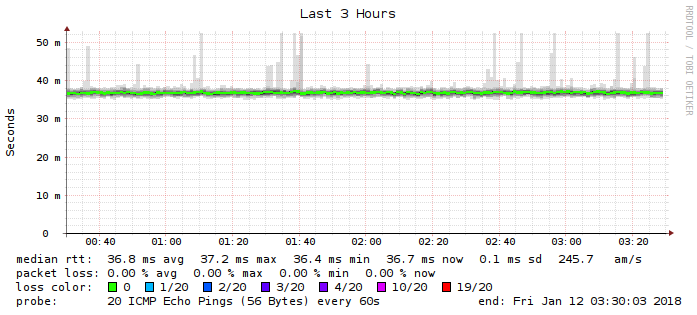 Last 3 Hours
RRDTOOL / TOBI OETIKER
Seconds
50 m
40 m
30 m
20 m
10 m
0
00:40 01:00 01:20 01:40 02:00 02:20 02:40 03:00 03:20
median rtt: 36.8 ms avg 37.2 ms max 36.4 ms min 36.7 ms now 0.1 ms sd 245.7 am/s
packet loss: 0.00 % avg 0.00 % max 0.00 % min 0.00 % now
loss color: 0 1/20 2/20 3/20 4/20 10/20 19/20
probe: 20 ICMP Echo Pings (56 Bytes) every 60s end: Fri Jan 12 03:30:03 2018